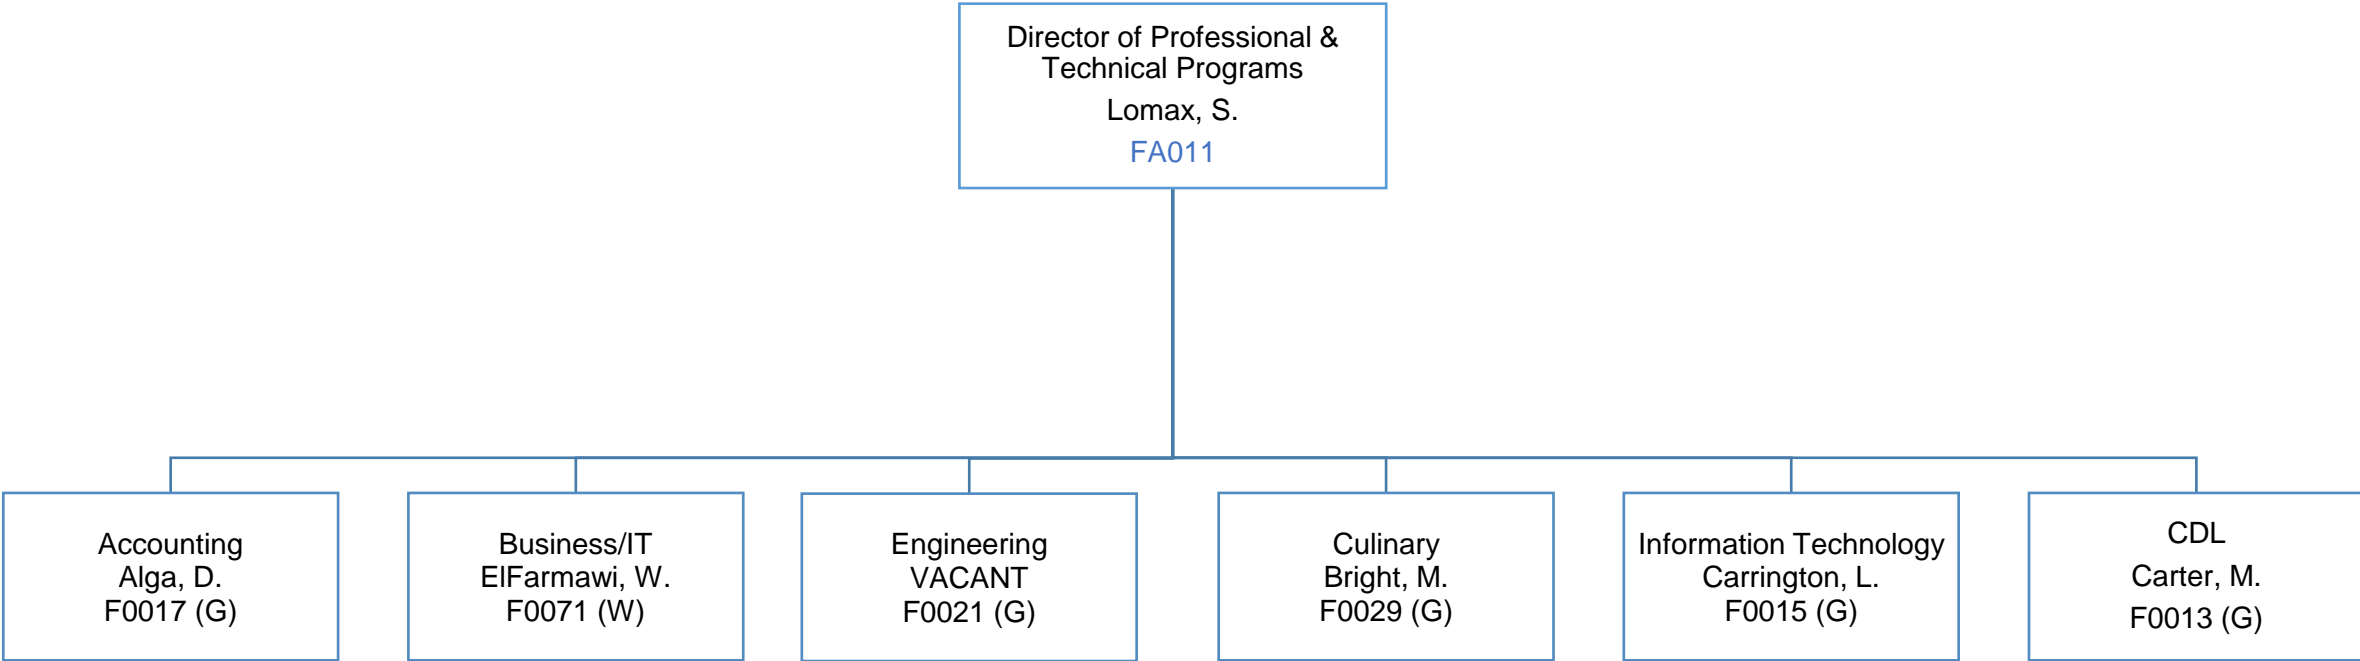 Director of Professional &
Technical Programs
Lomax, S.
FA011
Accounting
Alga, D.
F0017 (G)
Business/IT
ElFarmawi, W.
F0071 (W)
Engineering
VACANT
F0021 (G)
Culinary
Bright, M.
F0029 (G)
Information Technology
Carrington, L.
F0015 (G)
CDL
Carter, M.
F0013 (G)